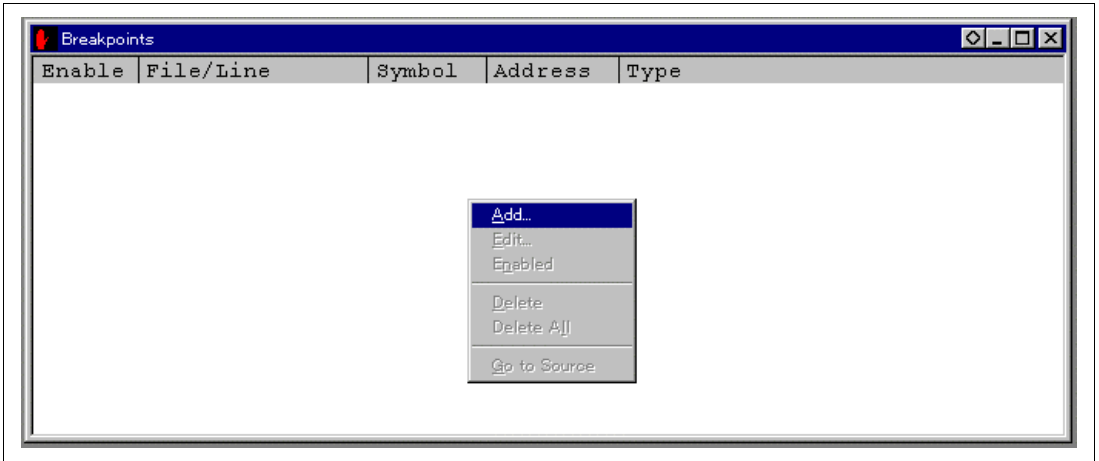 Breakpoints
Enable File/Line Symbol Address Type
Add...
Edit...
Enabled
Delete
Delete All
Go to Source